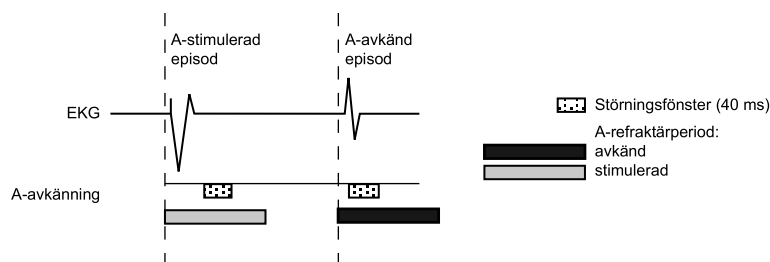 A-stimulerad
episod
A-avkänd
episod
EKG
Störningsfönster (40 ms)
A-refraktärperiod:
avkänd
stimulerad
A-avkänning